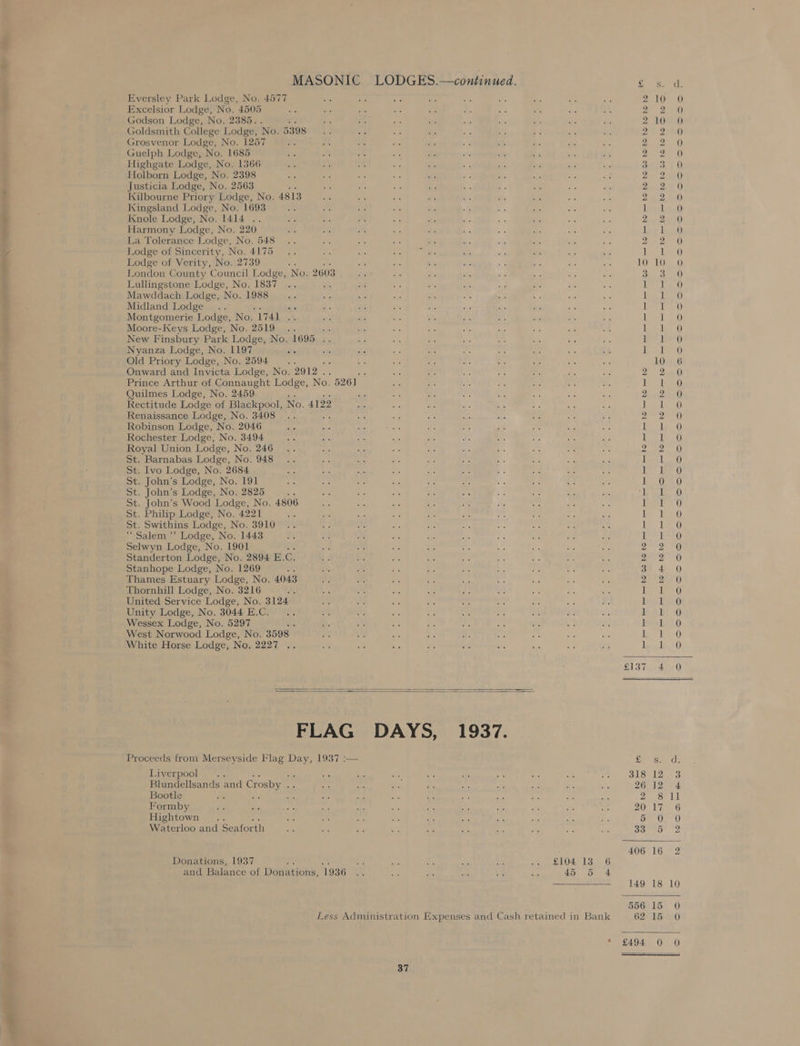 MASONIC LODGES.—continued.
£ s. d.
Eversley Park Lodge, No. 4577 .. 2 10 0
Excelsior Lodge, No. 4505 .. 2 2 0
Godson Lodge, No. 2385 .. 2 10 0
Goldsmith College Lodge, No. 5398 .. 2 2 0
Grosvenor Lodge, No. 1257 .. 2 2 0
Guelph Lodge, No. 1685 .. 2 2 0
Highgate Lodge, No. 1366 .. 3 3 0
Holborn Lodge, No. 2398 .. 2 2 0
Justicia Lodge, No. 2563 .. 2 2 0
Kilbourne Priory Lodge, No. 4813 .. 2 2 0
Kingsland Lodge, No. 1693 .. 1 1 0
Knole Lodge, No. 1414 .. 2 2 0
Harmony Lodge, No. 220 .. 1 1 0
La Tolerance Lodge, No. 548 .. 2 2 0
Lodge of Sincerity, No. 4175 .. 1 1 0
Lodge of Verity, No. 2739 .. 10 10 0
London County Council Lodge, No. 2603 .. 3 3 0
Lullingstone Lodge, No. 1837 .. 1 1 0
Mawddach Lodge, No. 1988 .. 1 1 0
Midland Lodge .. 1 1 0
Montgomerie Lodge, No. 1741 .. 1 1 0
Moore-Keys Lodge, No. 2519 .. 1 1 0
New Finsbury Park Lodge, No. 1695 .. 1 1 0
Nyanza Lodge, No. 1197 .. 1 1 0
Old Priory Lodge, No. 2594 .. 10 6
Onward and Invicta Lodge, No. 2912 .. 2 2 0
Prince Arthur of Connaught Lodge, No. 5261 .. 1 1 0
Quilmes Lodge, No. 2459 .. 2 2 0
Rectitude Lodge of Blackpool, No. 4122 .. 1 1 0
Renaissance Lodge, No. 3408 .. 2 2 0
Robinson Lodge, No. 2046 .. 1 1 0
Rochester Lodge, No. 3494 .. 1 1 0
Royal Union Lodge, No. 246 .. 2 2 0
St. Barnabas Lodge, No. 948 .. 1 1 0
St. Ivo Lodge, No. 2684 .. 1 1 0
St. John's Lodge, No. 191 .. 1 0 0
St. John's Lodge, No. 2825 .. 1 1 0
St. John's Wood Lodge, No. 4806 .. 1 1 0
St. Philip Lodge, No. 4221 .. 1 1 0
St. Swithins Lodge, No. 3910 .. 1 1 0
“Salem” Lodge, No. 1443 .. 1 1 0
Selwyn Lodge, No. 1901 .. 2 2 0
Standerton Lodge, No. 2894 E.C. .. 2 2 0
Stanhope Lodge, No. 1269 .. 3 4 0
Thames Estuary Lodge, No. 4043 .. 2 2 0
Thornhill Lodge, No. 3216 .. 1 1 0
United Service Lodge, No. 3124 .. 1 1 0
Unity Lodge, No. 3044 E.C. .. 1 1 0
Wessex Lodge, No. 5297 .. 1 1 0
West Norwood Lodge, No. 3598 .. 1 1 0
White Horse Lodge, No. 2227 .. 1 1 0
£137 4 0
FLAG DAYS, 1937.
Proceeds from Merseyside Flag Day, 1937 :— £ s. d.
Liverpool .. 318 12 3
Blundellsands and Crosby .. 26 12 4
Bootle .. 2 8 11
Formby .. 20 17 6
Hightown .. 5 0 0
Waterloo and Seaforth .. 33 5 2
406 16 2
Donations, 1937 .. £104 13 6
and Balance of Donations, 1936 .. 45 5 4
149 18 10
556 15 0
Less Administration Expenses and Cash retained in Bank 62 15 0
£494 0 0
37